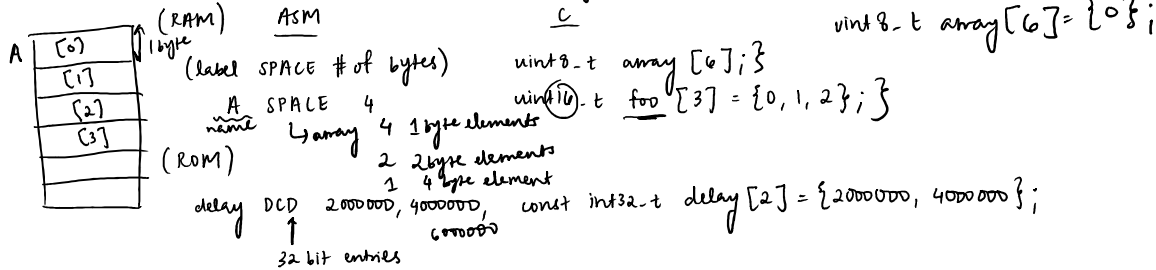 (RAM) ASM C uint8_t array[6]={0};
A [0] 1 byte
[1] (label SPACE # of bytes) uint8_t array [6];}
[2] A SPACE 4 uint16_t foo [3] = {0, 1, 2}; }
[3] name ↳ array 4 1 byte elements
(ROM) 2 2 byte elements
1 4 byte element
delay DCD 2000000, 4000000, const int32_t delay [2] = {2000000, 4000000};
6000000
32 bit entries